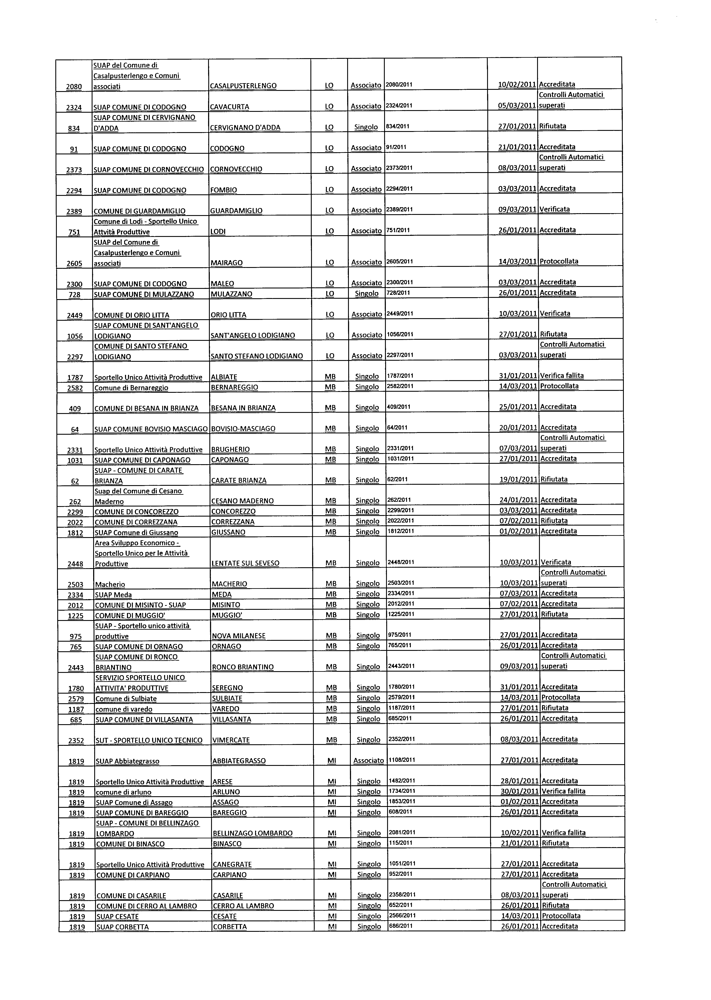 SUAP del Comune di
Casalpusterlengo e Comuni
2080 associati CASALPUSTERLENGO LO Associato 2080/2011 10/02/2011 Accreditata
Controlli Automatici
2324 SUAP COMUNE DI CODOGNO CAVACURTA LO Associato 2324/2011 05/03/2011 superati
SUAP COMUNE DI CERVIGNANO
834 D'ADDA CERVIGNANO D'ADDA LO Singolo 834/2011 27/01/2011 Rifiutata
91 SUAP COMUNE DI CODOGNO CODOGNO LO Associato 91/2011 21/01/2011 Accreditata
Controlli Automatici
2373 SUAP COMUNE DI CORNOVECCHIO CORNOVECCHIO LO Associato 2373/2011 08/03/2011 superati
2294 SUAP COMUNE DI CODOGNO FOMBIO LO Associato 2294/2011 03/03/2011 Accreditata
2389 COMUNE DI GUARDAMIGLIO GUARDAMIGLIO LO Associato 2389/2011 09/03/2011 Verificata
Comune di Lodi - Sportello Unico
751 Attvità Produttive LODI LO Associato 751/2011 26/01/2011 Accreditata
SUAP del Comune di
Casalpusterlengo e Comuni
2605 associati MAIRAGO LO Associato 2605/2011 14/03/2011 Protocollata
2300 SUAP COMUNE DI CODOGNO MALEO LO Associato 2300/2011 03/03/2011 Accreditata
728 SUAP COMUNE DI MULAZZANO MULAZZANO LO Singolo 728/2011 26/01/2011 Accreditata
2449 COMUNE DI ORIO LITTA ORIO LITTA LO Associato 2449/2011 10/03/2011 Verificata
SUAP COMUNE DI SANT'ANGELO
1056 LODIGIANO SANT'ANGELO LODIGIANO LO Associato 1056/2011 27/01/2011 Rifiutata
COMUNE DI SANTO STEFANO Controlli Automatici
2297 LODIGIANO SANTO STEFANO LODIGIANO LO Associato 2297/2011 03/03/2011 superati
1787 Sportello Unico Attività Produttive ALBIATE MB Singolo 1787/2011 31/01/2011 Verifica fallita
2582 Comune di Bernareggio BERNAREGGIO MB Singolo 2582/2011 14/03/2011 Protocollata
409 COMUNE DI BESANA IN BRIANZA BESANA IN BRIANZA MB Singolo 409/2011 25/01/2011 Accreditata
64 SUAP COMUNE BOVISIO MASCIAGO BOVISIO-MASCIAGO MB Singolo 64/2011 20/01/2011 Accreditata
Controlli Automatici
2331 Sportello Unico Attività Produttive BRUGHERIO MB Singolo 2331/2011 07/03/2011 superati
1031 SUAP COMUNE DI CAPONAGO CAPONAGO MB Singolo 1031/2011 27/01/2011 Accreditata
SUAP - COMUNE DI CARATE
62 BRIANZA CARATE BRIANZA MB Singolo 62/2011 19/01/2011 Rifiutata
Suap del Comune di Cesano
262 Maderno CESANO MADERNO MB Singolo 262/2011 24/01/2011 Accreditata
2299 COMUNE DI CONCOREZZO CONCOREZZO MB Singolo 2299/2011 03/03/2011 Accreditata
2022 COMUNE DI CORREZZANA CORREZZANA MB Singolo 2022/2011 07/02/2011 Rifiutata
1812 SUAP Comune di Giussano GIUSSANO MB Singolo 1812/2011 01/02/2011 Accreditata
Area Sviluppo Economico -
Sportello Unico per le Attività
2448 Produttive LENTATE SUL SEVESO MB Singolo 2448/2011 10/03/2011 Verificata
Controlli Automatici
2503 Macherio MACHERIO MB Singolo 2503/2011 10/03/2011 superati
2334 SUAP Meda MEDA MB Singolo 2334/2011 07/03/2011 Accreditata
2012 COMUNE DI MISINTO - SUAP MISINTO MB Singolo 2012/2011 07/02/2011 Accreditata
1225 COMUNE DI MUGGIO' MUGGIO' MB Singolo 1225/2011 27/01/2011 Rifiutata
SUAP - Sportello unico attività
975 produttive NOVA MILANESE MB Singolo 975/2011 27/01/2011 Accreditata
765 SUAP COMUNE DI ORNAGO ORNAGO MB Singolo 765/2011 26/01/2011 Accreditata
SUAP COMUNE DI RONCO Controlli Automatici
2443 BRIANTINO RONCO BRIANTINO MB Singolo 2443/2011 09/03/2011 superati
SERVIZIO SPORTELLO UNICO
1780 ATTIVITA' PRODUTTIVE SEREGNO MB Singolo 1780/2011 31/01/2011 Accreditata
2579 Comune di Sulbiate SULBIATE MB Singolo 2579/2011 14/03/2011 Protocollata
1187 comune di varedo VAREDO MB Singolo 1187/2011 27/01/2011 Rifiutata
685 SUAP COMUNE DI VILLASANTA VILLASANTA MB Singolo 685/2011 26/01/2011 Accreditata
2352 SUT - SPORTELLO UNICO TECNICO VIMERCATE MB Singolo 2352/2011 08/03/2011 Accreditata
1819 SUAP Abbiategrasso ABBIATEGRASSO MI Associato 1108/2011 27/01/2011 Accreditata
1819 Sportello Unico Attività Produttive ARESE MI Singolo 1482/2011 28/01/2011 Accreditata
1819 comune di arluno ARLUNO MI Singolo 1734/2011 30/01/2011 Verifica fallita
1819 SUAP Comune di Assago ASSAGO MI Singolo 1853/2011 01/02/2011 Accreditata
1819 SUAP COMUNE DI BAREGGIO BAREGGIO MI Singolo 608/2011 26/01/2011 Accreditata
SUAP - COMUNE DI BELLINZAGO
1819 LOMBARDO BELLINZAGO LOMBARDO MI Singolo 2081/2011 10/02/2011 Verifica fallita
1819 COMUNE DI BINASCO BINASCO MI Singolo 115/2011 21/01/2011 Rifiutata
1819 Sportello Unico Attività Produttive CANEGRATE MI Singolo 1051/2011 27/01/2011 Accreditata
1819 COMUNE DI CARPIANO CARPIANO MI Singolo 952/2011 27/01/2011 Accreditata
Controlli Automatici
1819 COMUNE DI CASARILE CASARILE MI Singolo 2358/2011 08/03/2011 superati
1819 COMUNE DI CERRO AL LAMBRO CERRO AL LAMBRO MI Singolo 652/2011 26/01/2011 Rifiutata
1819 SUAP CESATE CESATE MI Singolo 2566/2011 14/03/2011 Protocollata
1819 SUAP CORBETTA CORBETTA MI Singolo 686/2011 26/01/2011 Accreditata